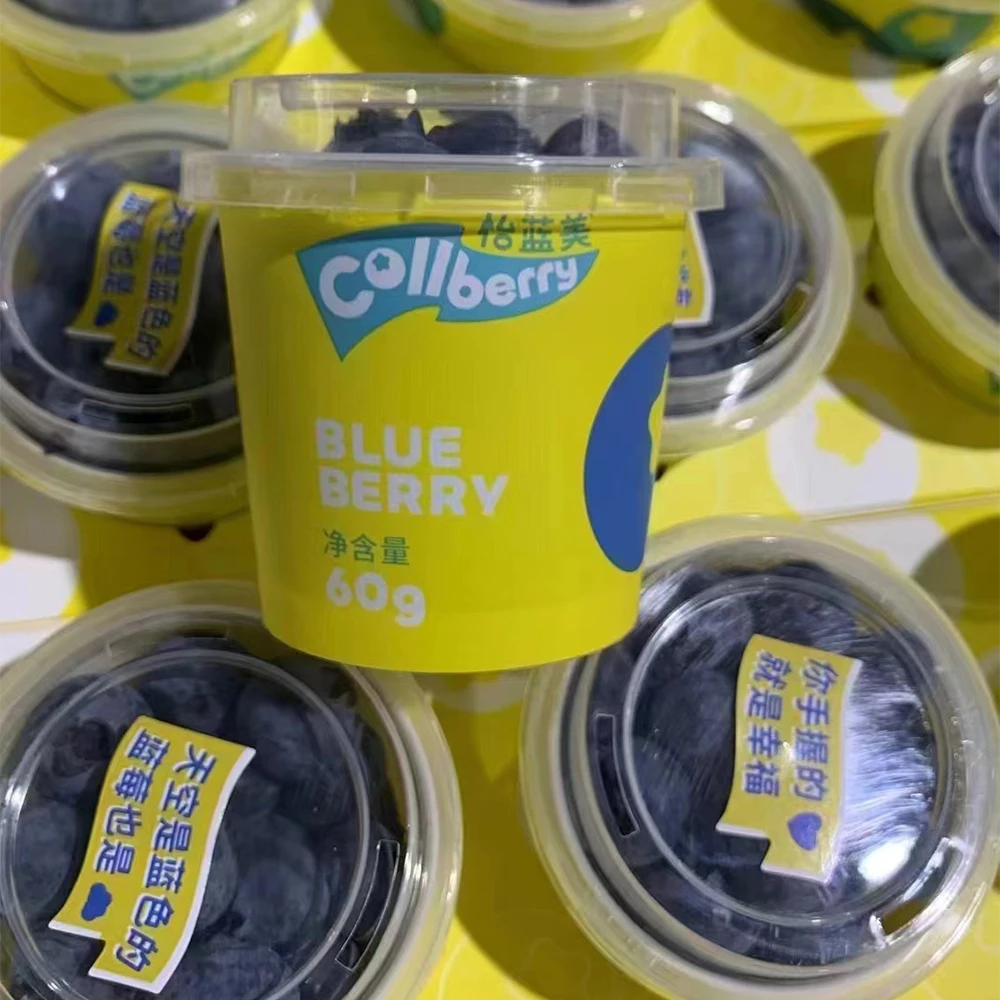 怡蓝美
Collberry
BLUE
BERRY
净含量
60g
天空是蓝色的
蓝莓也是
天空是蓝色的
蓝莓也是
你手握的
就是幸福